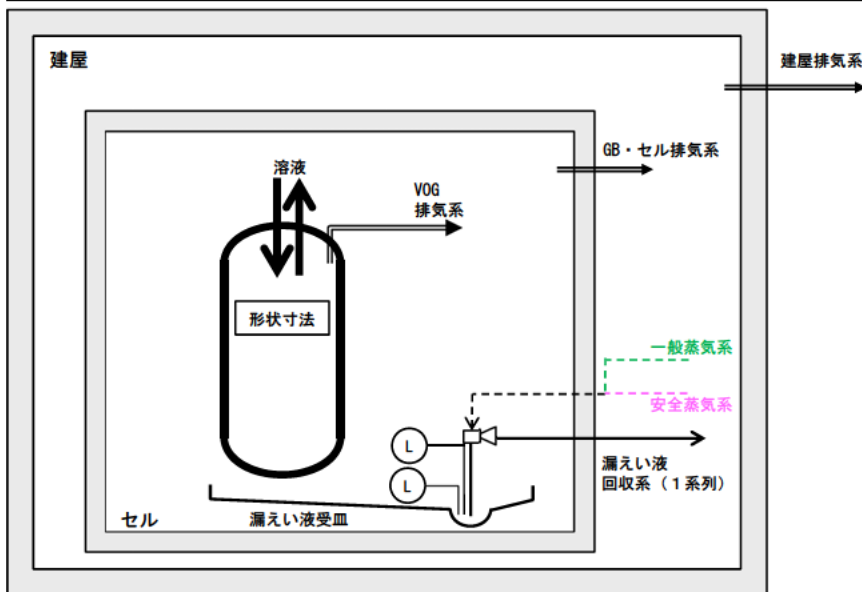 建屋
建屋排気系
GB・セル排気系
溶液
VOG
排気系
形状寸法
一般蒸気系
安全蒸気系
L
L
漏えい液
回収系（１系列）
セル
漏えい液受皿